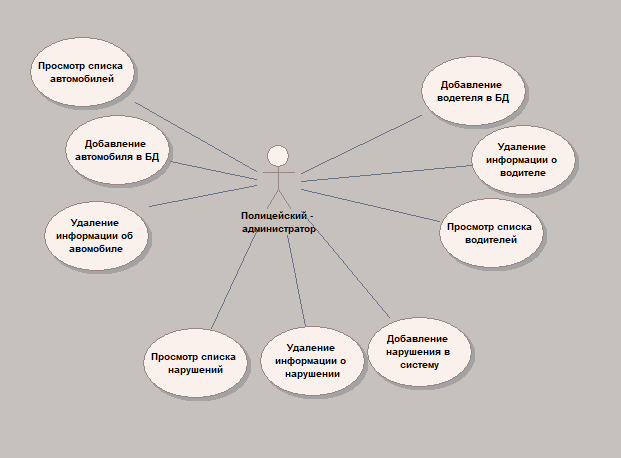 Просмотр списка
автомобилей
Добавление
автомобиля в БД
Удаление
информации об
авомобиле
Полицейский -
администратор
Добавление
водетеля в БД
Удаление
информации о
водителе
Просмотр списка
водителей
Просмотр списка
нарушений
Удаление
информации о
нарушении
Добавление
нарушения в
систему